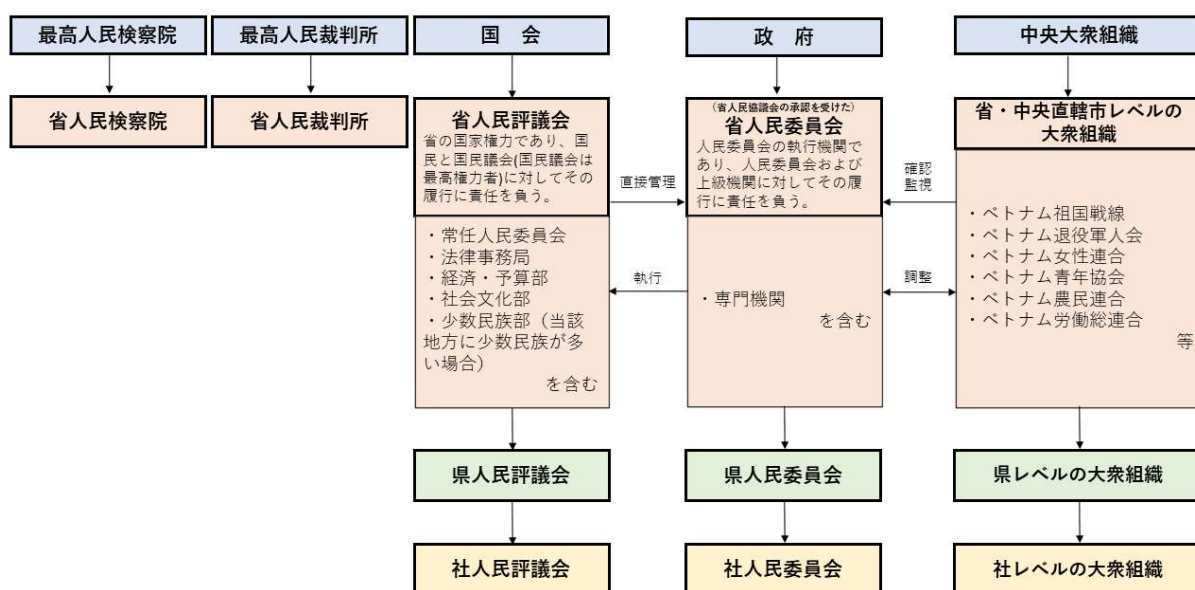 最高人民検察院
最高人民裁判所
国　会
政　府
中央大衆組織
省人民検察院
省人民裁判所
省人民評議会
省の国家権力であり、国
民と国民議会(国民議会は
最高権力者)に対してその
履行に責任を負う。
・常任人民委員会
・法律事務局
・経済・予算部
・社会文化部
・少数民族部（当該
地方に少数民族が多
い場合）
を含む
直接管理
執行
(省人民協議会の承認を受けた)
省人民委員会
人民委員会の執行機関で
あり、人民委員会および
上級機関に対してその履
行に責任を負う。
・専門機関
を含む
確認
監視
調整
省・中央直轄市レベルの
大衆組織
・ベトナム祖国戦線
・ベトナム退役軍人会
・ベトナム女性連合
・ベトナム青年協会
・ベトナム農民連合
・ベトナム労働総連合
等
県人民評議会
県人民委員会
県レベルの大衆組織
社人民評議会
社人民委員会
社レベルの大衆組織